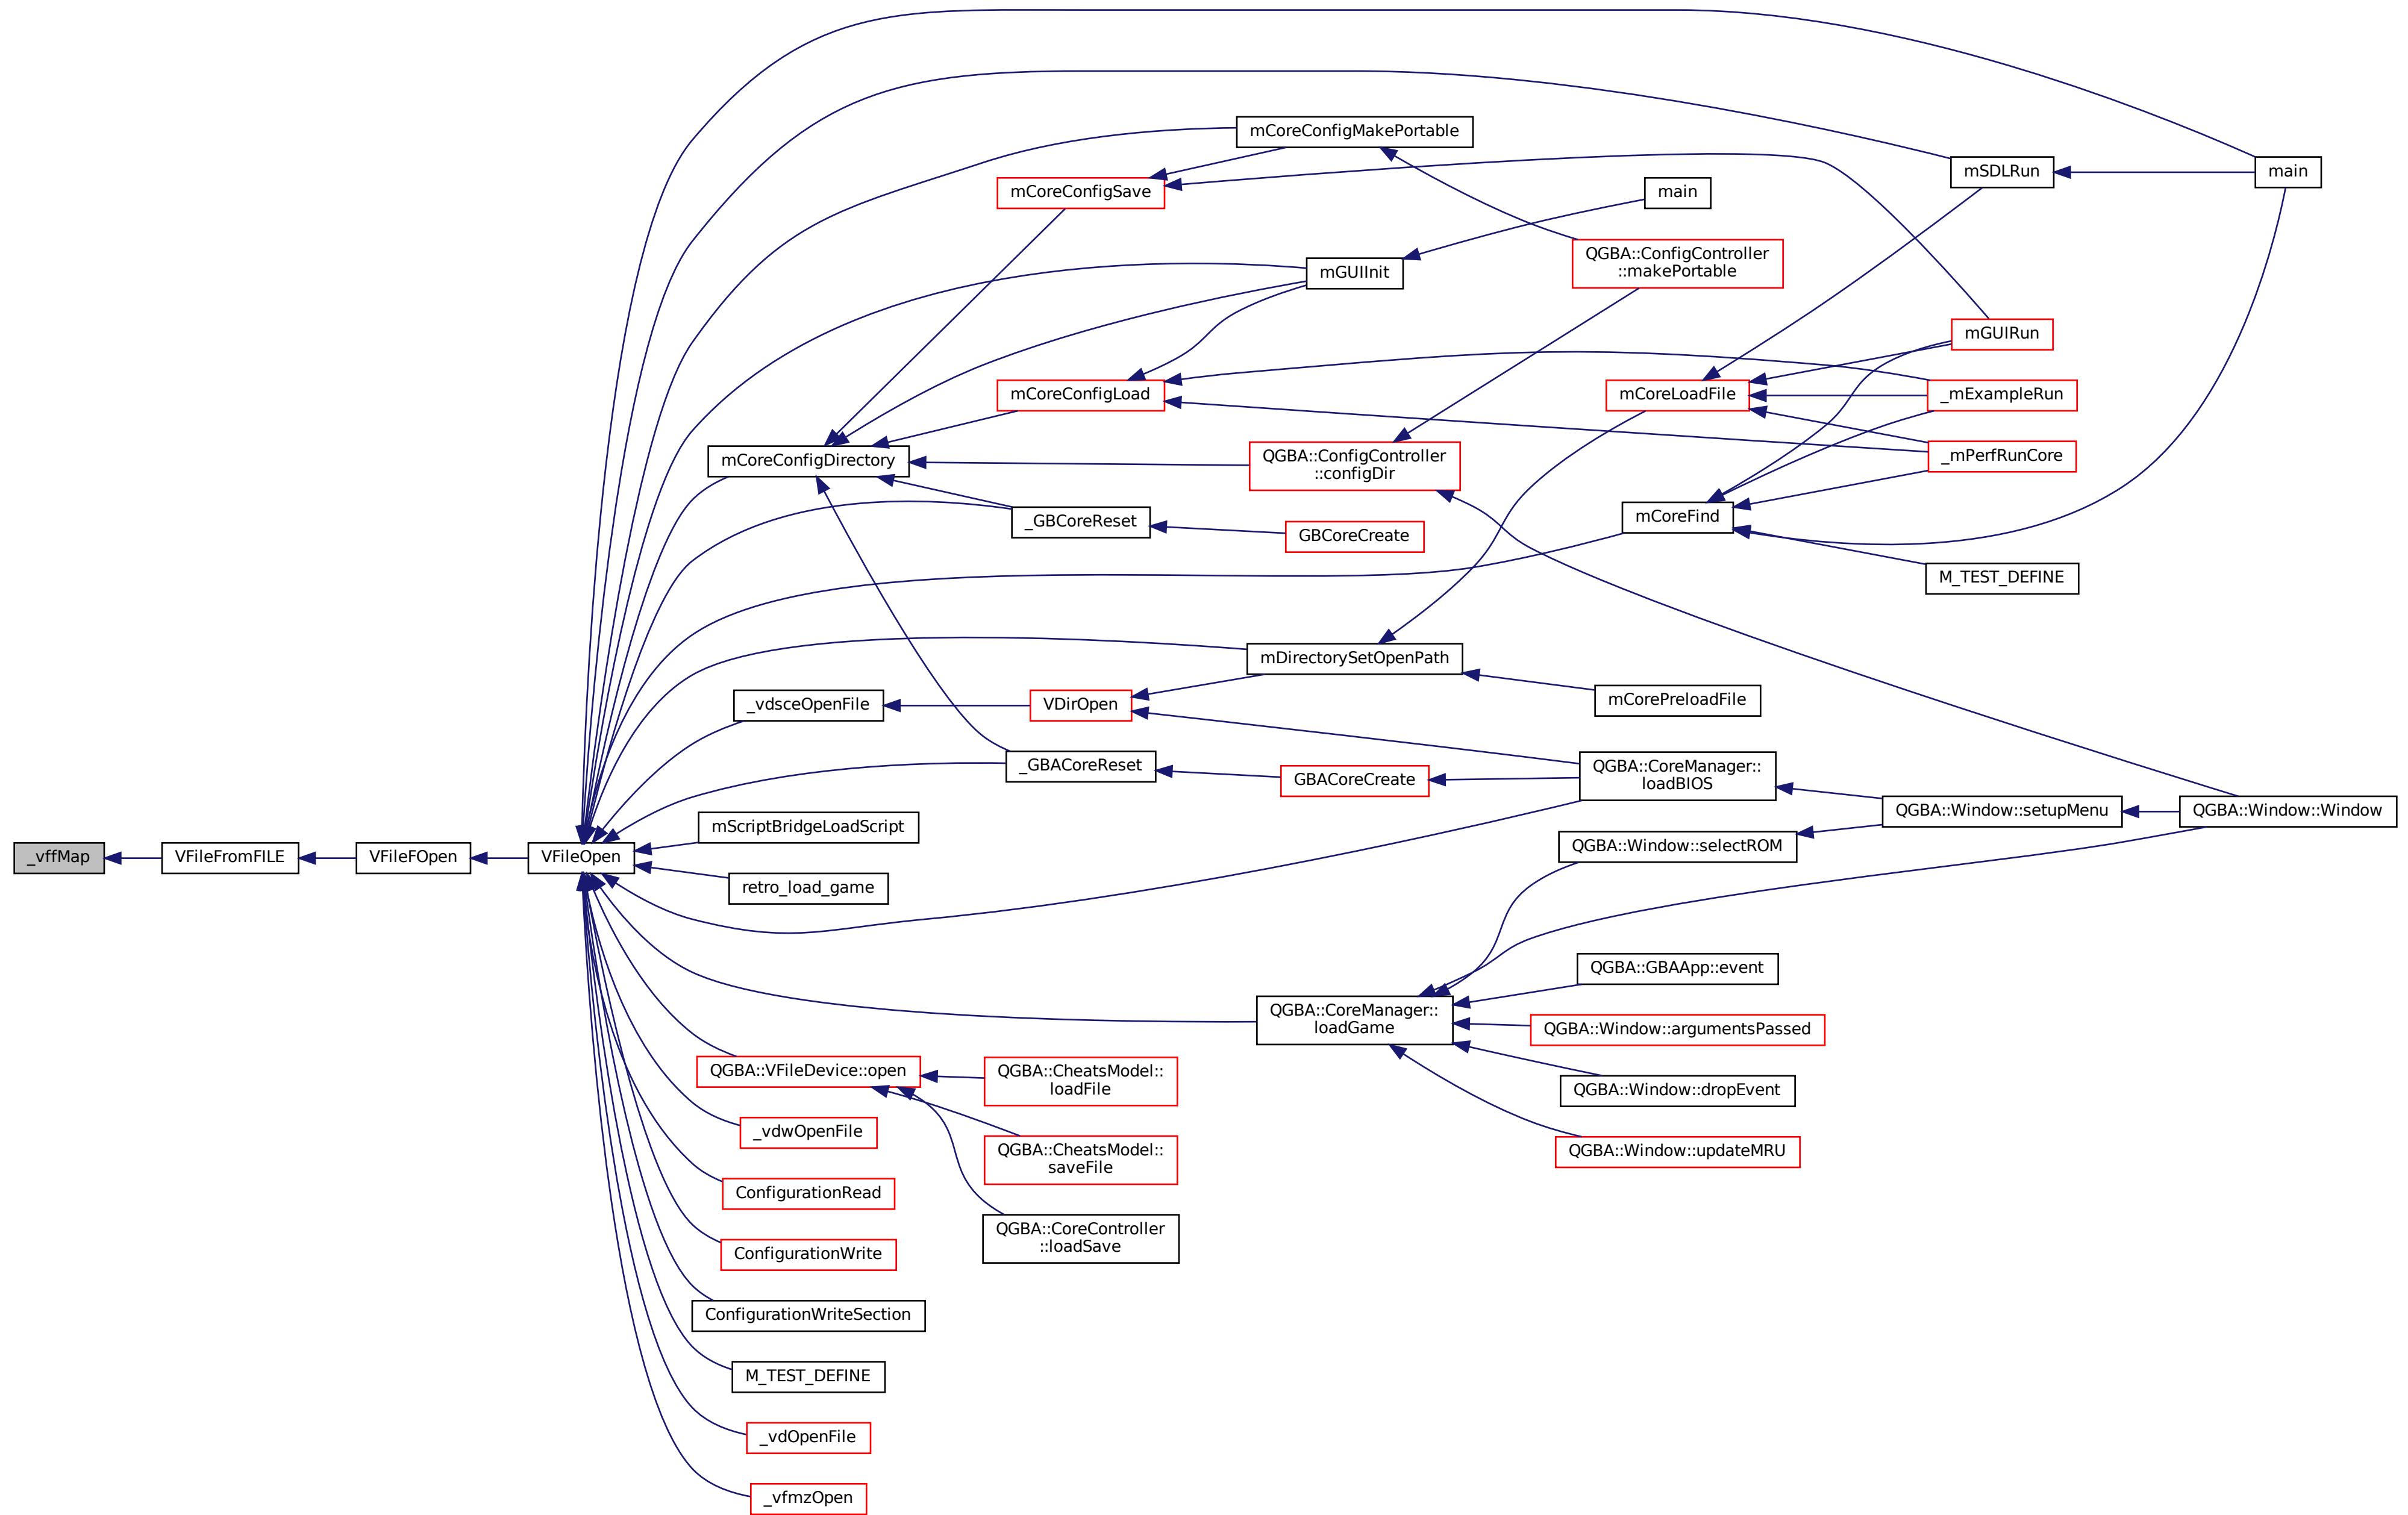 mCoreConfigMakePortable
mSDLRun
main
mCoreConfigSave
main
QGBA::ConfigController
::makePortable
mGUIInit
mGUIRun
mCoreConfigLoad
mCoreLoadFile
_mExampleRun
mCoreConfigDirectory
QGBA::ConfigController
::configDir
_mPerfRunCore
_GBCoreReset
GBCoreCreate
mCoreFind
M_TEST_DEFINE
mDirectorySetOpenPath
_vdsceOpenFile
VDirOpen
mCorePreloadFile
_GBACoreReset
GBACoreCreate
QGBA::CoreManager::
loadBIOS
QGBA::Window::setupMenu
QGBA::Window::Window
mScriptBridgeLoadScript
QGBA::Window::selectROM
_vffMap
VFileFromFILE
VFileFOpen
VFileOpen
retro_load_game
QGBA::GBAApp::event
QGBA::CoreManager::
loadGame
QGBA::Window::argumentsPassed
QGBA::VFileDevice::open
QGBA::CheatsModel::
loadFile
QGBA::Window::dropEvent
_vdwOpenFile
QGBA::CheatsModel::
saveFile
QGBA::Window::updateMRU
ConfigurationRead
QGBA::CoreController
::loadSave
ConfigurationWrite
ConfigurationWriteSection
M_TEST_DEFINE
_vdOpenFile
_vfmzOpen